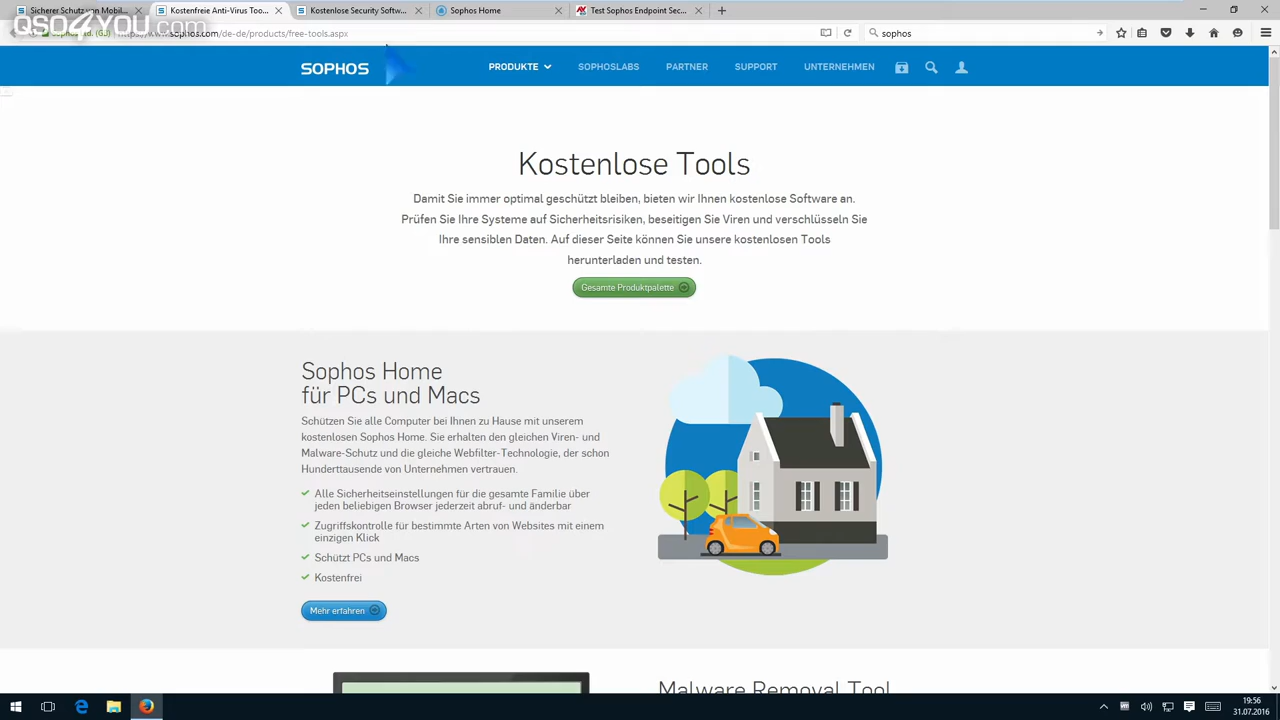 Sicherer Schutz von Mobil...
Kostenfreie Anti-Virus Tool...
Kostenlose Security Softw...
Sophos Home
Test Sophos Endpoint Sec...
QSO4YOU.com
https://www.sophos.com/de-de/products/free-tools.aspx
sophos
SOPHOS
PRODUKTE
SOPHOSLABS
PARTNER
SUPPORT
UNTERNEHMEN
Kostenlose Tools
Damit Sie immer optimal geschützt bleiben, bieten wir Ihnen kostenlose Software an.
Prüfen Sie Ihre Systeme auf Sicherheitsrisiken, beseitigen Sie Viren und verschlüsseln Sie
Ihre sensiblen Daten. Auf dieser Seite können Sie unsere kostenlosen Tools
herunterladen und testen.
Gesamte Produktpalette
Sophos Home
für PCs und Macs
Schützen Sie alle Computer bei Ihnen zu Hause mit unserem
kostenlosen Sophos Home. Sie erhalten den gleichen Viren- und
Malware-Schutz und die gleiche Webfilter-Technologie, der schon
Hunderttausende von Unternehmen vertrauen.
Alle Sicherheitseinstellungen für die gesamte Familie über
jeden beliebigen Browser jederzeit abruf- und änderbar
Zugriffskontrolle für bestimmte Arten von Websites mit einem
einzigen Klick
Schützt PCs und Macs
Kostenfrei
Mehr erfahren
Malware Removal Tool
19:56
31.07.2016